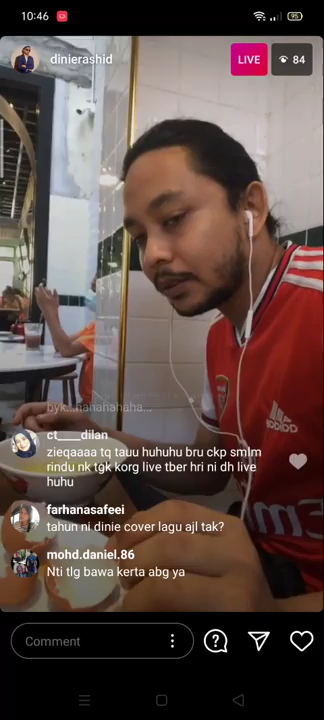 10:46
95
dinierashid
LIVE
84
byk...hahahahaha...
ct____dilan
zieqaaaa tq tauu huhuhu bru ckp smlm
rindu nk tgk korg live tber hri ni dh live
huhu
farhanasafeei
tahun ni dinie cover lagu ajl tak?
mohd.daniel.86
Nti tlg bawa kerta abg ya
Comment
adidas